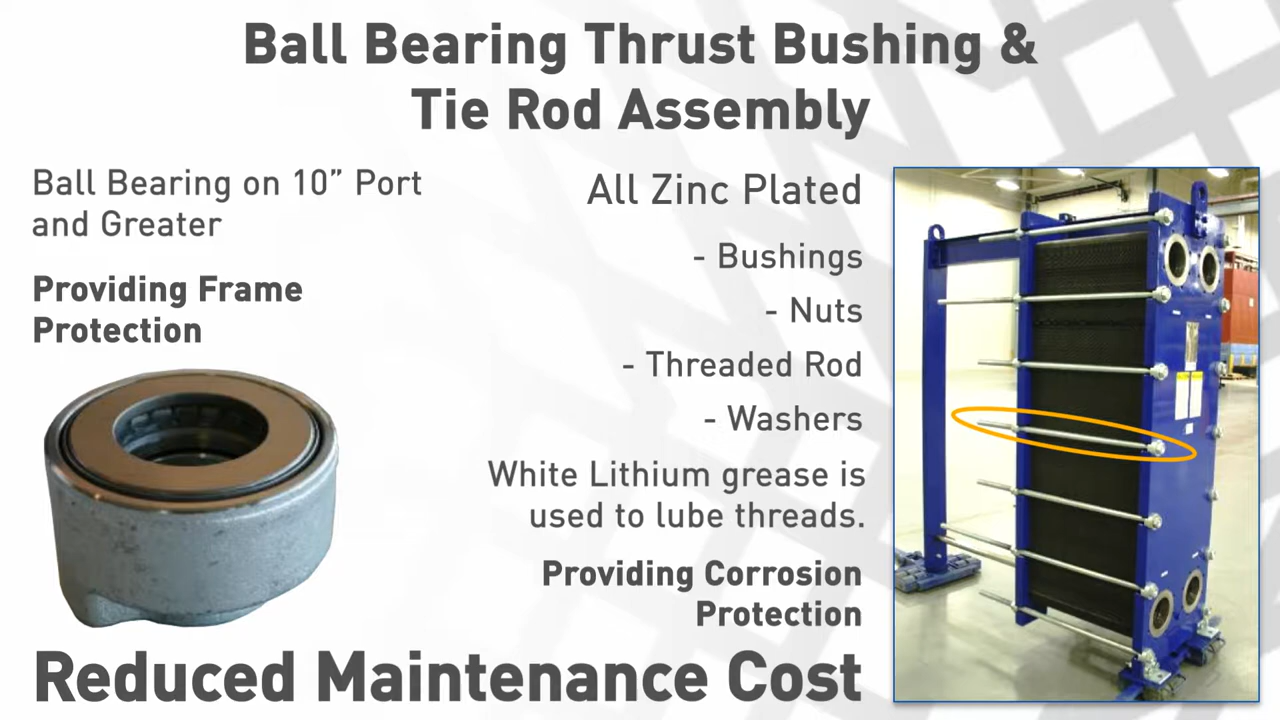 Ball Bearing Thrust Bushing &
Tie Rod Assembly
Ball Bearing on 10” Port
and Greater
Providing Frame
Protection
All Zinc Plated
- Bushings
- Nuts
- Threaded Rod
- Washers
White Lithium grease is
used to lube threads.
Providing Corrosion
Protection
Reduced Maintenance Cost